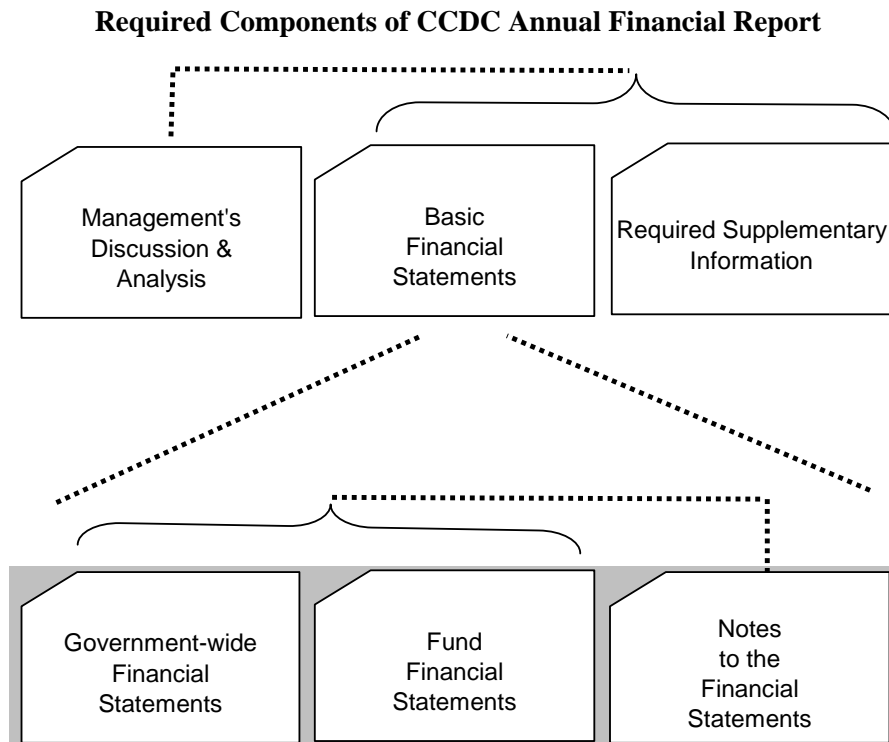 Required Components of CCDC Annual Financial Report
Management's
Discussion &
Analysis
Basic
Financial
Statements
Required Supplementary
Information
Government-wide
Financial
Statements
Fund
Financial
Statements
Notes
to the
Financial
Statements